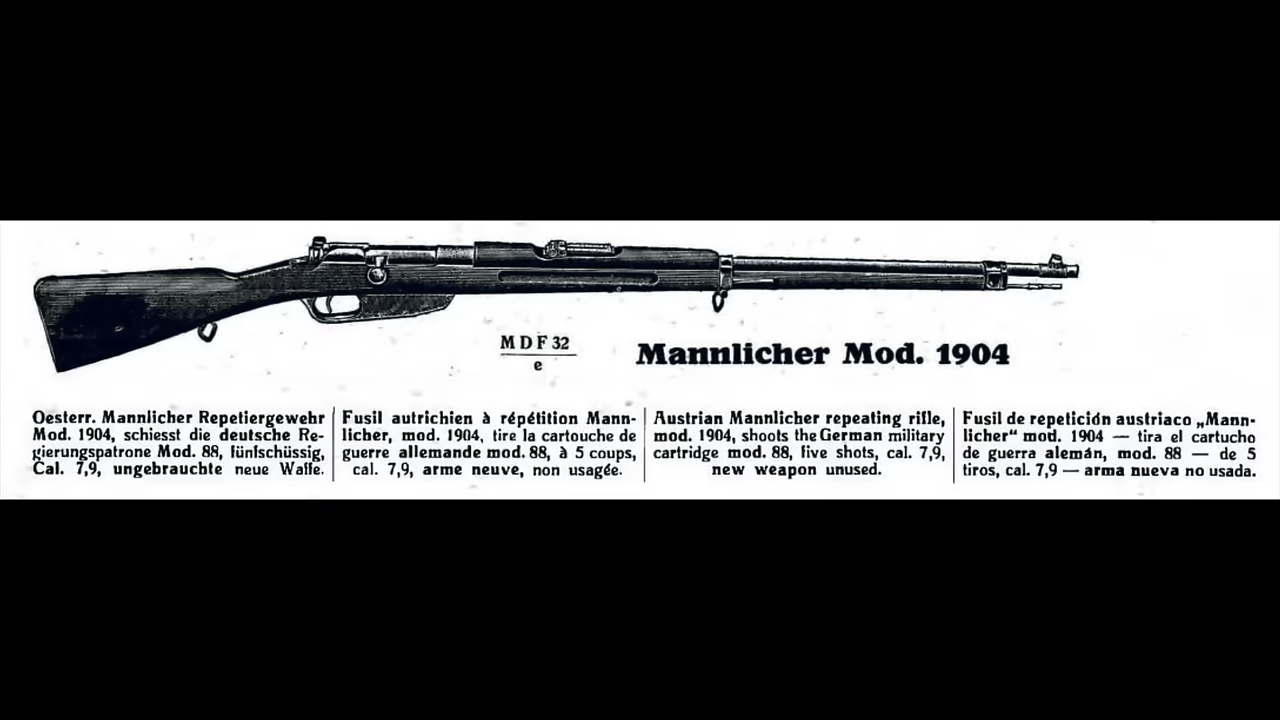 M D F 32
e
Mannlicher Mod. 1904
Oesterr. Mannlicher Repetiergewehr
Mod. 1904, schiesst die deutsche Re-
gierungspatrone Mod. 88, fünfschüssig,
Cal. 7,9, ungebrauchte neue Waffe.
Fusil autrichien à répétition Mann-
licher, mod. 1904, tire la cartouche de
guerre allemande mod. 88, à 5 coups,
cal. 7,9, arme neuve, non usagée.
Austrian Mannlicher repeating rifle,
mod. 1904, shoots the German military
cartridge mod. 88, five shots, cal. 7,9,
new weapon unused.
Fusil de repetición austriaco „Mann-
licher“ mod. 1904 — tira el cartucho
de guerra alemán, mod. 88 — de 5
tiros, cal. 7,9 — arma nueva no usada.